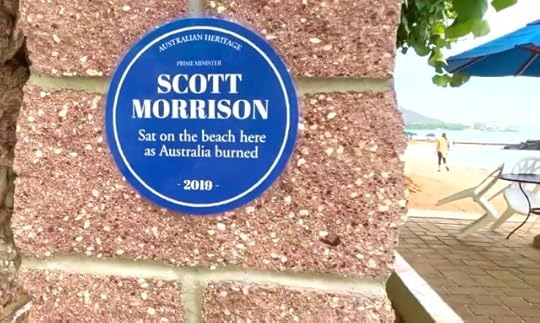 AUSTRALIAN HERITAGE
PRIME MINISTER
SCOTT
MORRISON
Sat on the beach here
as Australia burned
- 2019 -